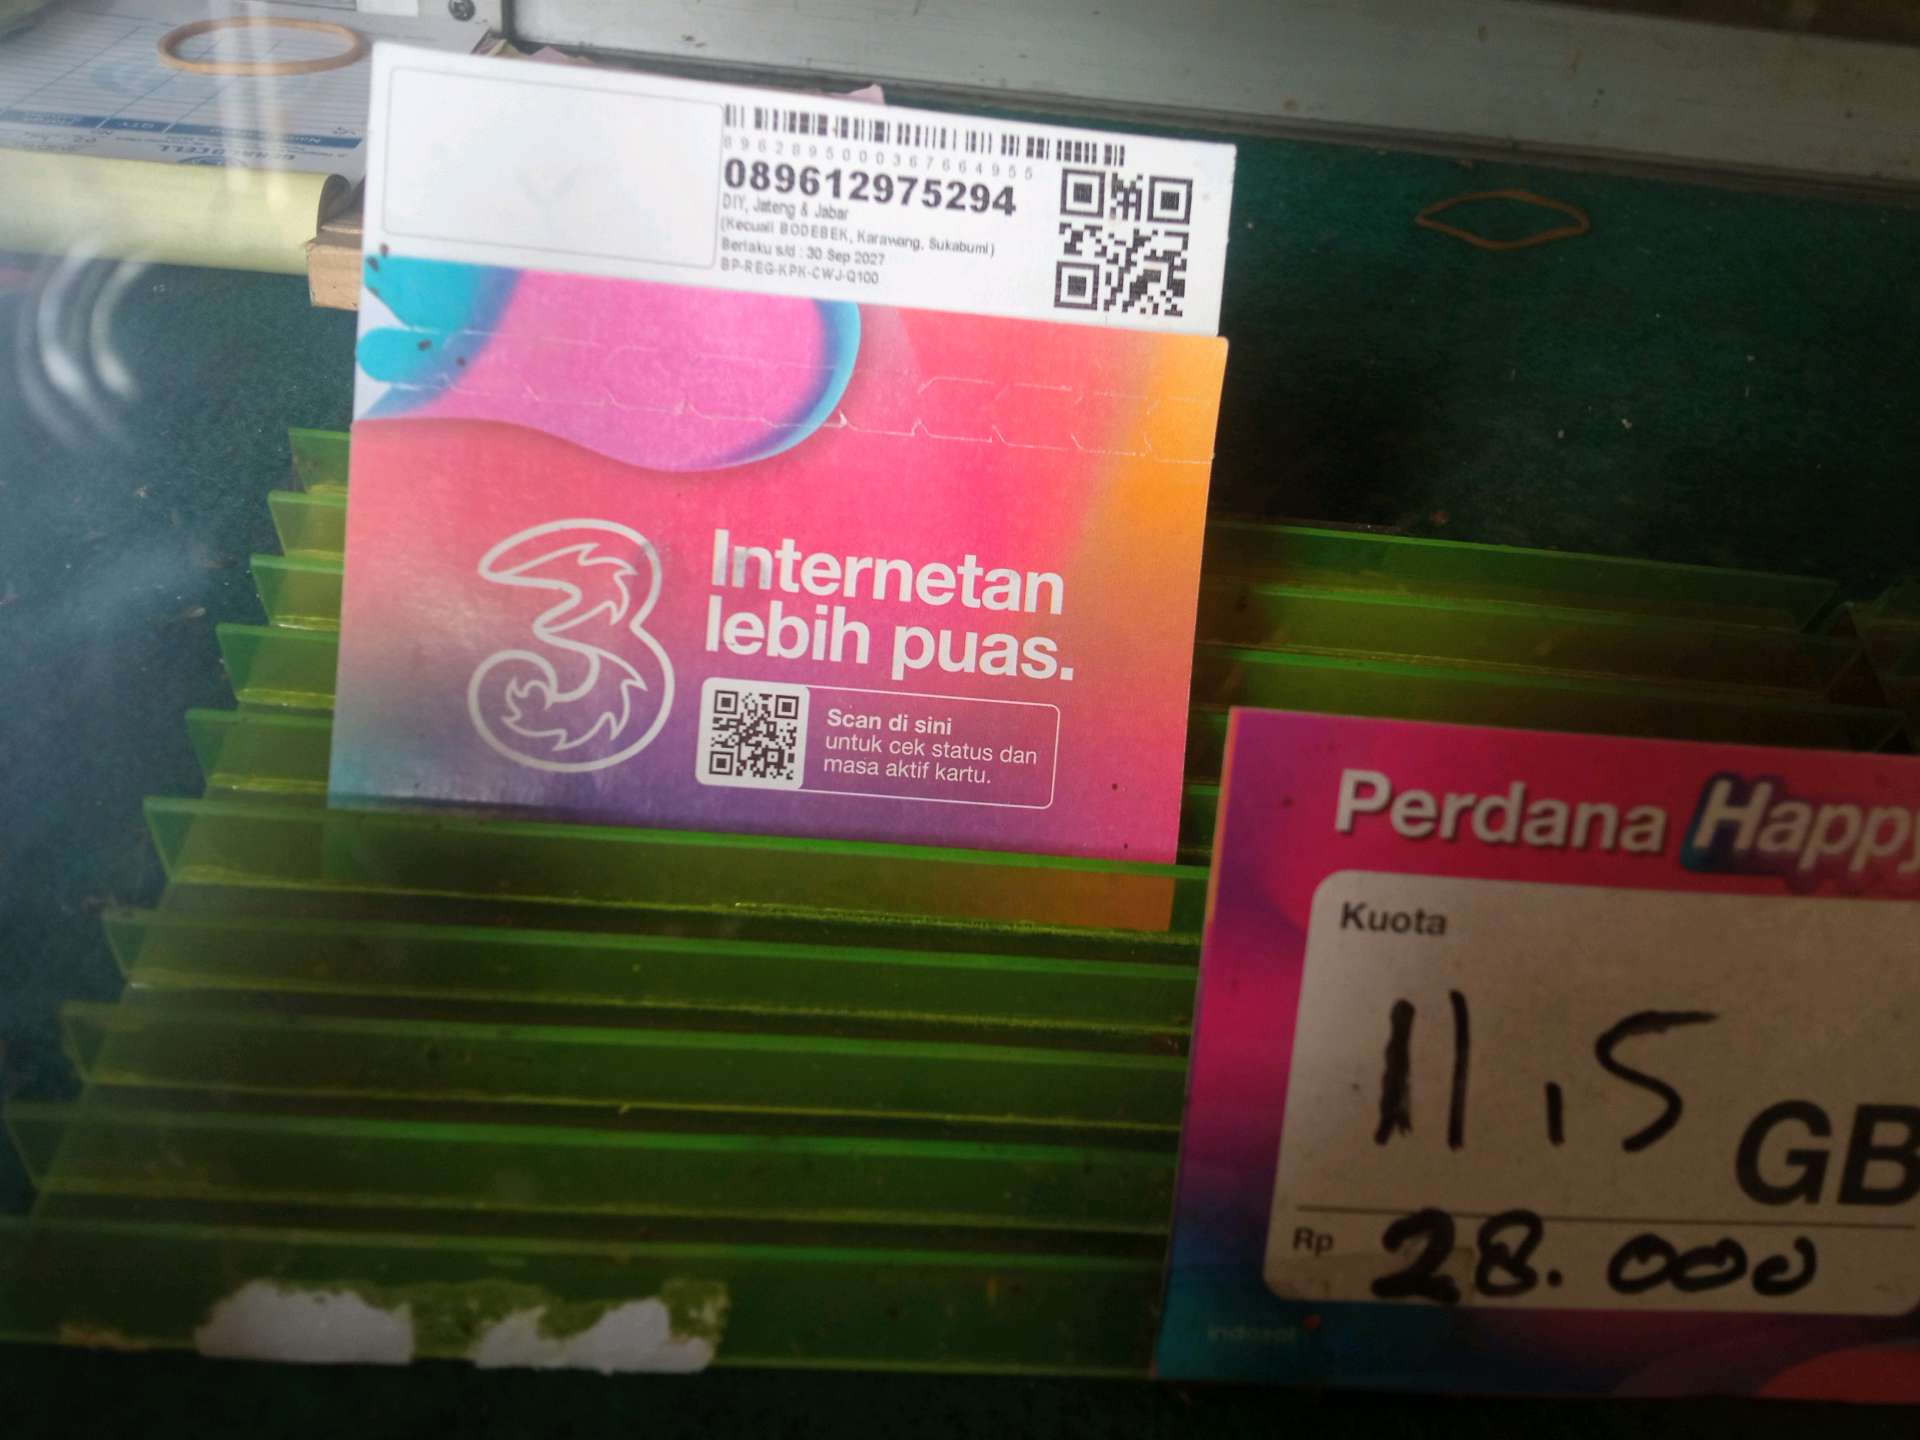 8962895000367664955
089612975294
DIY, Jateng & Jabar
(Kecuali BODEBEK, Karawang, Sukabumi)
Berlaku s/d : 30 Sep 2027
BP-REG-KPK-CWJ-Q100
3
Internetan
lebih puas.
Scan di sini
untuk cek status dan
masa aktif kartu.
Perdana Happy
Kuota
11,5 GB
Rp 28.000
indosat